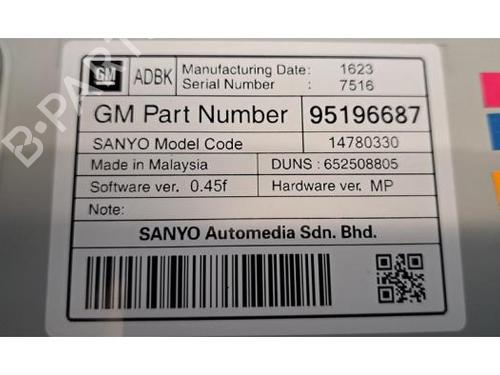 GM ADBK Manufacturing Date: 1623
Serial Number : 7516
GM Part Number 95196687
SANYO Model Code 14780330
Made in Malaysia DUNS : 652508805
Software ver. 0.45f Hardware ver. MP
Note:
SANYO Automedia Sdn. Bhd.
B-PARTS